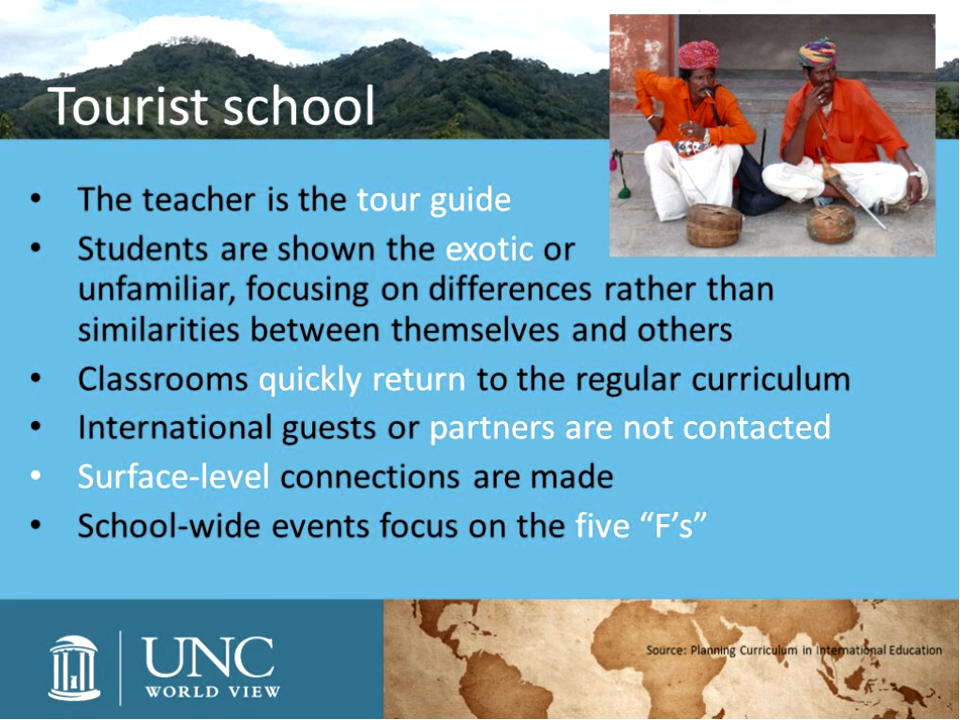 Tourist school
• The teacher is the tour guide
• Students are shown the exotic or
unfamiliar, focusing on differences rather than
similarities between themselves and others
• Classrooms quickly return to the regular curriculum
• International guests or partners are not contacted
• Surface-level connections are made
• School-wide events focus on the five “F’s”
UNC
WORLD VIEW
Source: Planning Curriculum in International Education